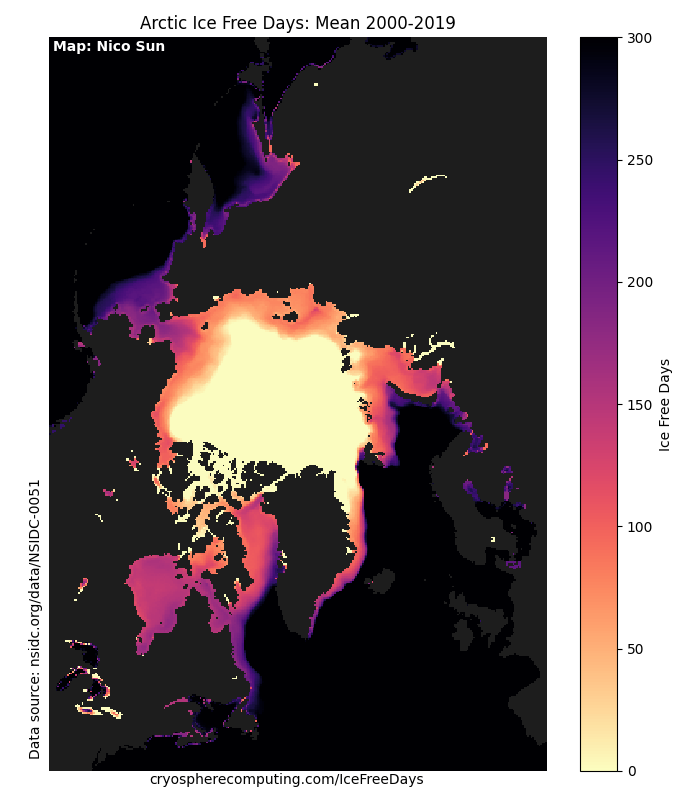 Arctic Ice Free Days: Mean 2000-2019
Map: Nico Sun
300
250
200
150
100
50
0
Ice Free Days
Data source: nsidc.org/data/NSIDC-0051
cryospherecomputing.com/IceFreeDays